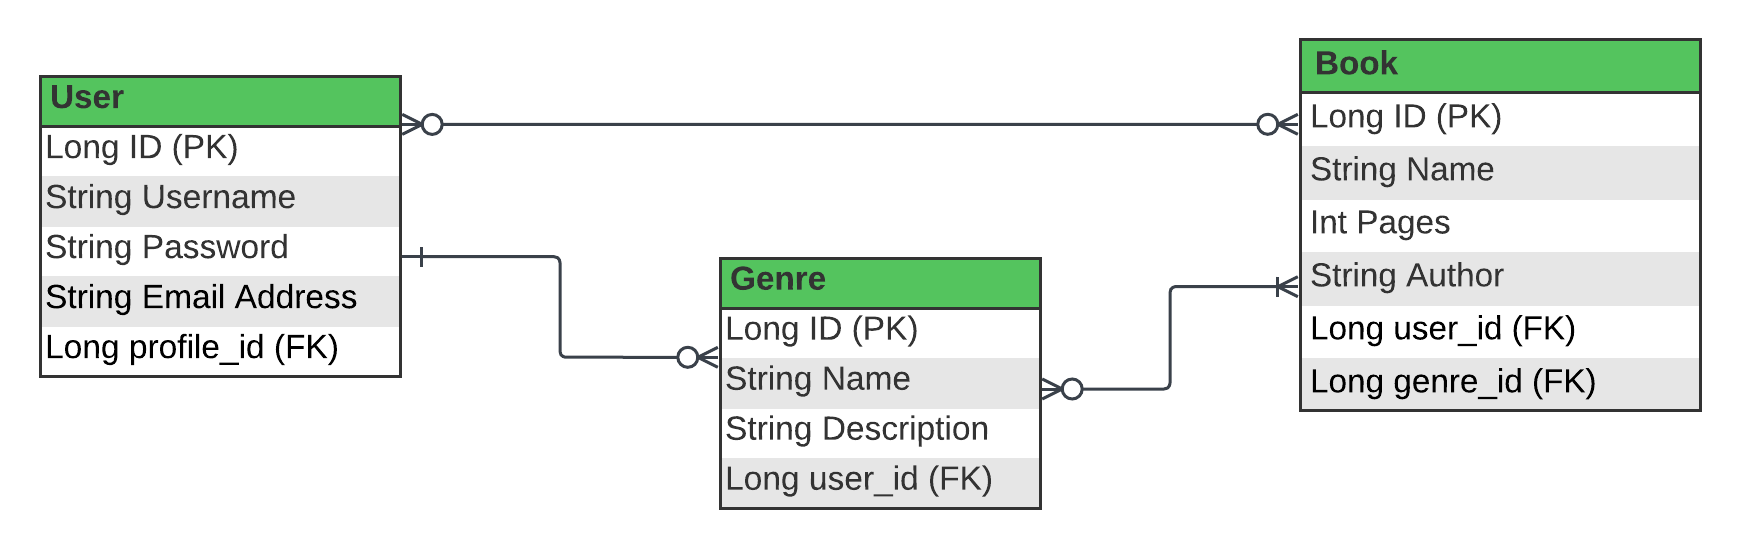 User
Long ID (PK)
String Username
String Password
String Email Address
Long profile_id (FK)
Genre
Long ID (PK)
String Name
String Description
Long user_id (FK)
Book
Long ID (PK)
String Name
Int Pages
String Author
Long user_id (FK)
Long genre_id (FK)